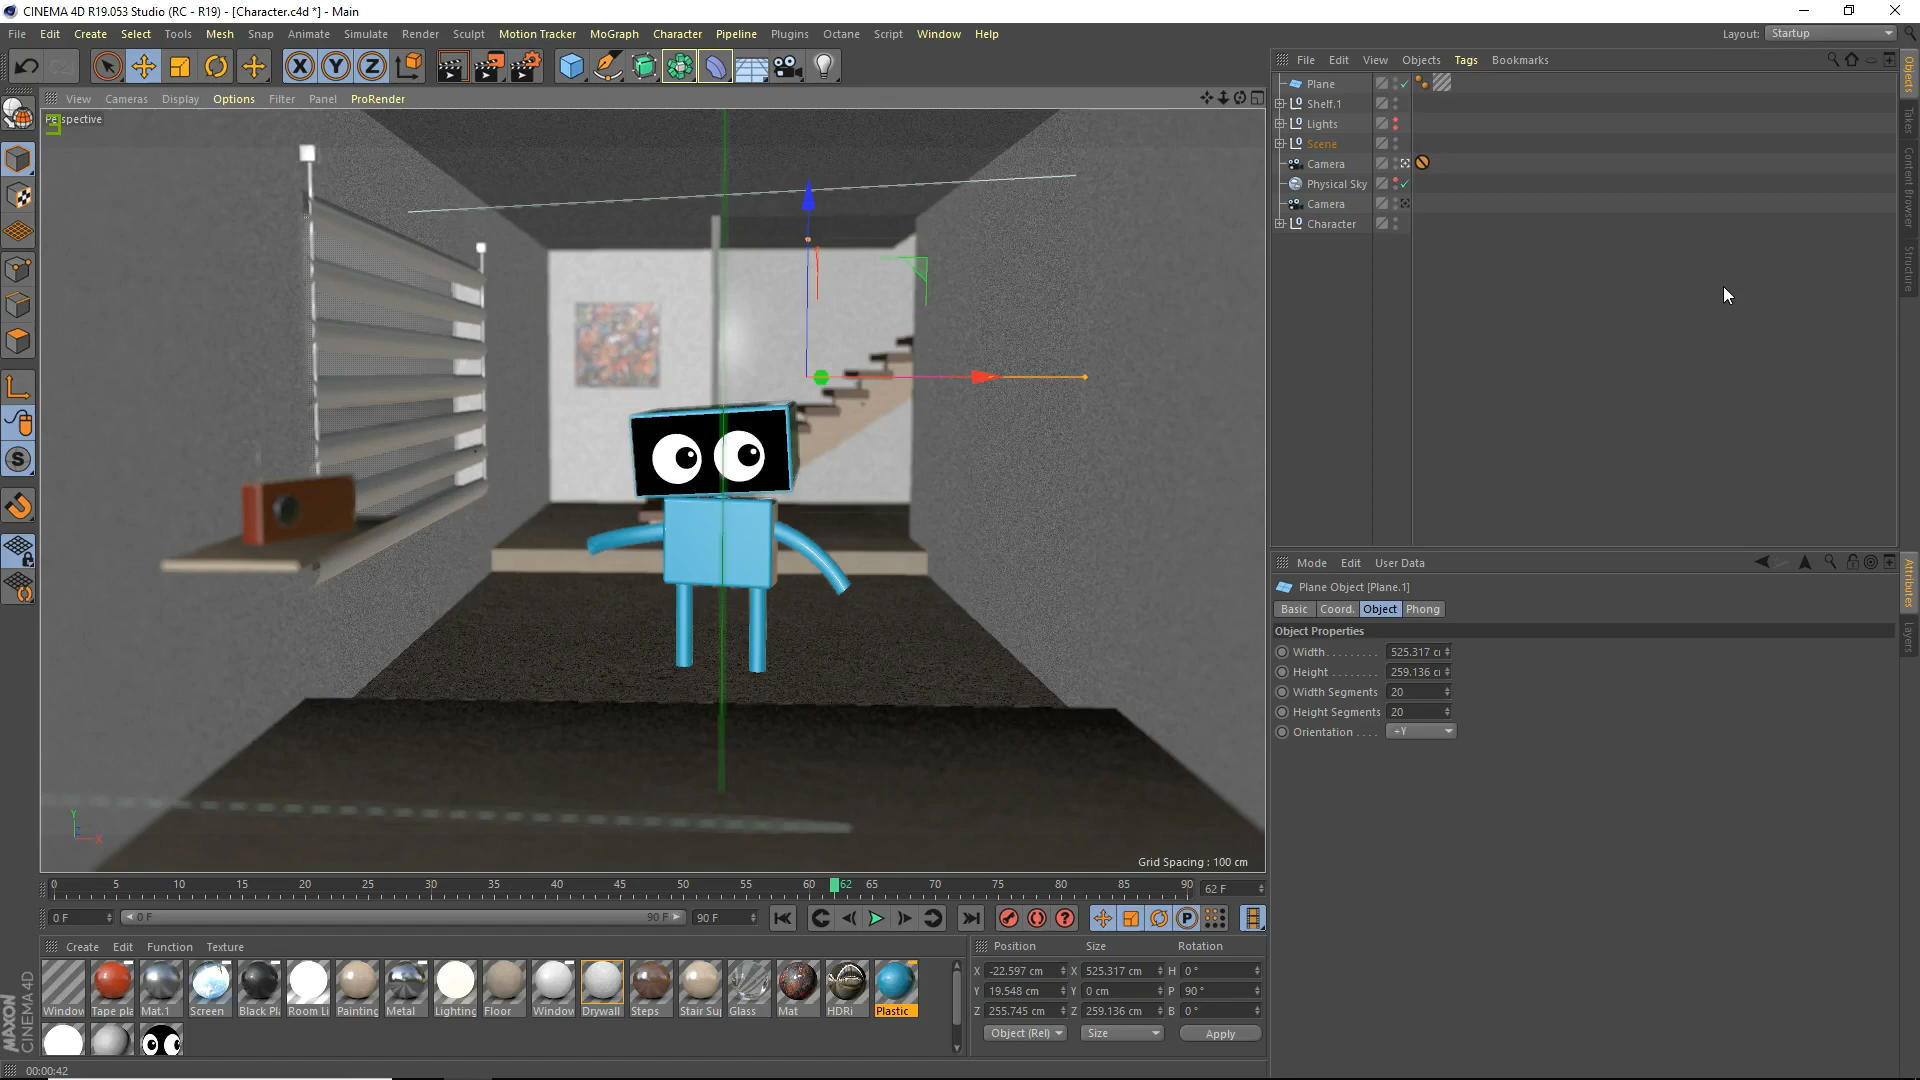 CINEMA 4D R19.053 Studio (RC - R19) - [Character.c4d *] - Main
File Edit Create Select Tools Mesh Snap Animate Simulate Render Sculpt Motion Tracker MoGraph Character Pipeline Plugins Octane Script Window Help
Layout: Startup
View Cameras Display Options Filter Panel ProRender
Perspective
File Edit View Objects Tags Bookmarks
Plane
Shelf.1
Lights
Scene
Camera
Physical Sky
Camera
Character
Objects
Takes
Content Browser
Structure
Mode Edit User Data
Plane Object [Plane.1]
Basic Coord. Object Phong
Object Properties
Width 525.317 c
Height 259.136 c
Width Segments 20
Height Segments 20
Orientation +Y
Attributes
Layers
Y
Z
X
Grid Spacing : 100 cm
0 5 10 15 20 25 30 35 40 45 50 55 60 62 65 70 75 80 85 90 62 F
0 F 0 F 90 F 90 F
Create Edit Function Texture
Window Tape pla Mat.1 Screen Black Pl Room Li Painting Metal Lighting Floor Window Drywall Steps Stair Su Glass Mat HDRi Plastic
Position Size Rotation
X -22.597 cm X 525.317 cm H 0 °
Y 19.548 cm Y 0 cm P 90 °
Z 255.745 cm Z 259.136 cm B 0 °
Object (Rel) Size Apply
MAXON
CINEMA 4D
00:00:42